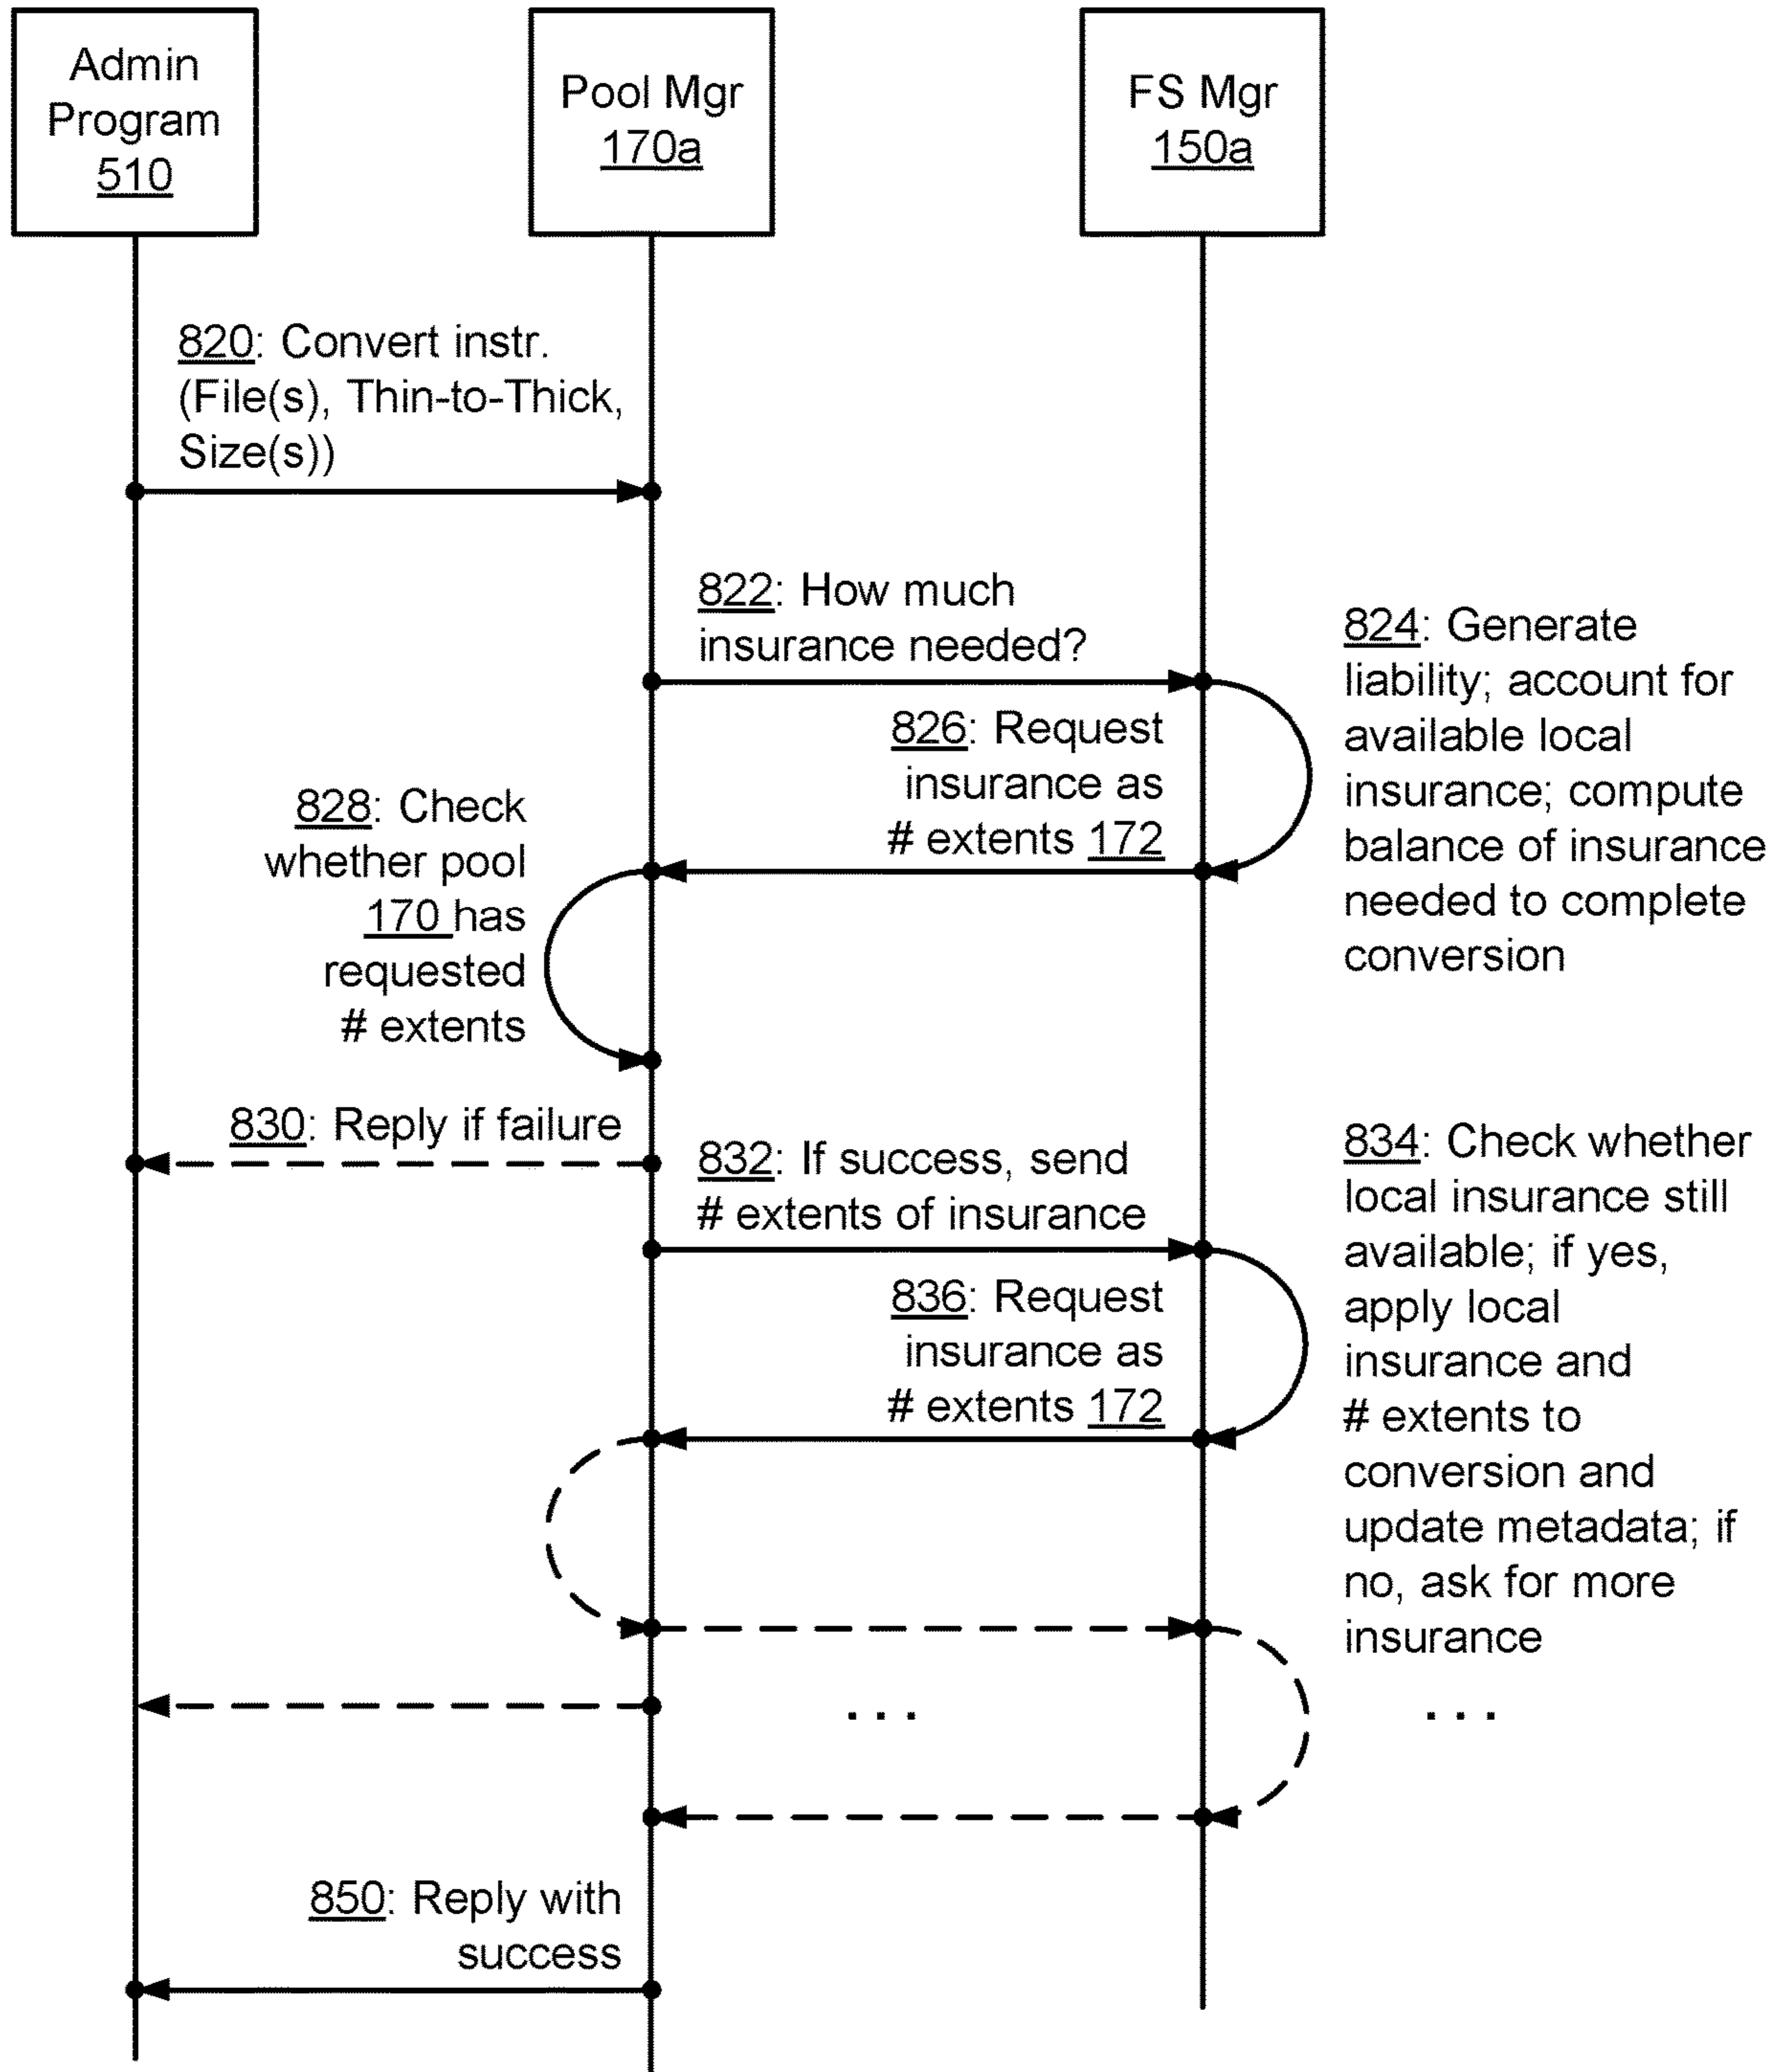 Admin
Program
510
Pool Mgr
170a
FS Mgr
150a
820: Convert instr.
(File(s), Thin-to-Thick,
Size(s))
822: How much
insurance needed?
824: Generate
liability; account for
available local
insurance; compute
balance of insurance
needed to complete
conversion
826: Request
insurance as
# extents 172
828: Check
whether pool
170 has
requested
# extents
830: Reply if failure
832: If success, send
# extents of insurance
834: Check whether
local insurance still
available; if yes,
apply local
insurance and
# extents to
conversion and
update metadata; if
no, ask for more
insurance
836: Request
insurance as
# extents 172
. . .
. . .
850: Reply with
success